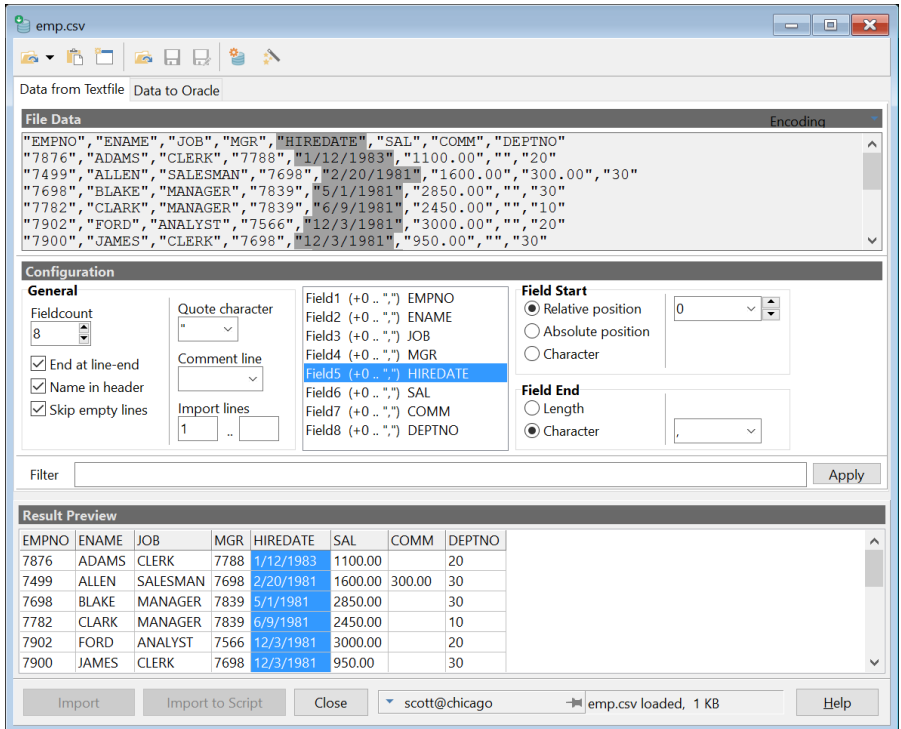 emp.csv
Data from Textfile Data to Oracle
File Data Encoding
"EMPNO","ENAME","JOB","MGR","HIREDATE","SAL","COMM","DEPTNO"
"7876","ADAMS","CLERK","7788","1/12/1983","1100.00","","20"
"7499","ALLEN","SALESMAN","7698","2/20/1981","1600.00","300.00","30"
"7698","BLAKE","MANAGER","7839","5/1/1981","2850.00","","30"
"7782","CLARK","MANAGER","7839","6/9/1981","2450.00","","10"
"7902","FORD","ANALYST","7566","12/3/1981","3000.00","","20"
"7900","JAMES","CLERK","7698","12/3/1981","950.00","","30"
Configuration
General
Fieldcount
8
End at line-end
Name in header
Skip empty lines
Quote character
"
Comment line
Import lines
1 ..
Field1 (+0 .. ",") EMPNO
Field2 (+0 .. ",") ENAME
Field3 (+0 .. ",") JOB
Field4 (+0 .. ",") MGR
Field5 (+0 .. ",") HIREDATE
Field6 (+0 .. ",") SAL
Field7 (+0 .. ",") COMM
Field8 (+0 .. ",") DEPTNO
Field Start
Relative position 0
Absolute position
Character
Field End
Length
Character ,
Filter Apply
Result Preview
EMPNO ENAME JOB MGR HIREDATE SAL COMM DEPTNO
7876 ADAMS CLERK 7788 1/12/1983 1100.00 20
7499 ALLEN SALESMAN 7698 2/20/1981 1600.00 300.00 30
7698 BLAKE MANAGER 7839 5/1/1981 2850.00 30
7782 CLARK MANAGER 7839 6/9/1981 2450.00 10
7902 FORD ANALYST 7566 12/3/1981 3000.00 20
7900 JAMES CLERK 7698 12/3/1981 950.00 30
Import Import to Script Close scott@chicago emp.csv loaded, 1 KB Help